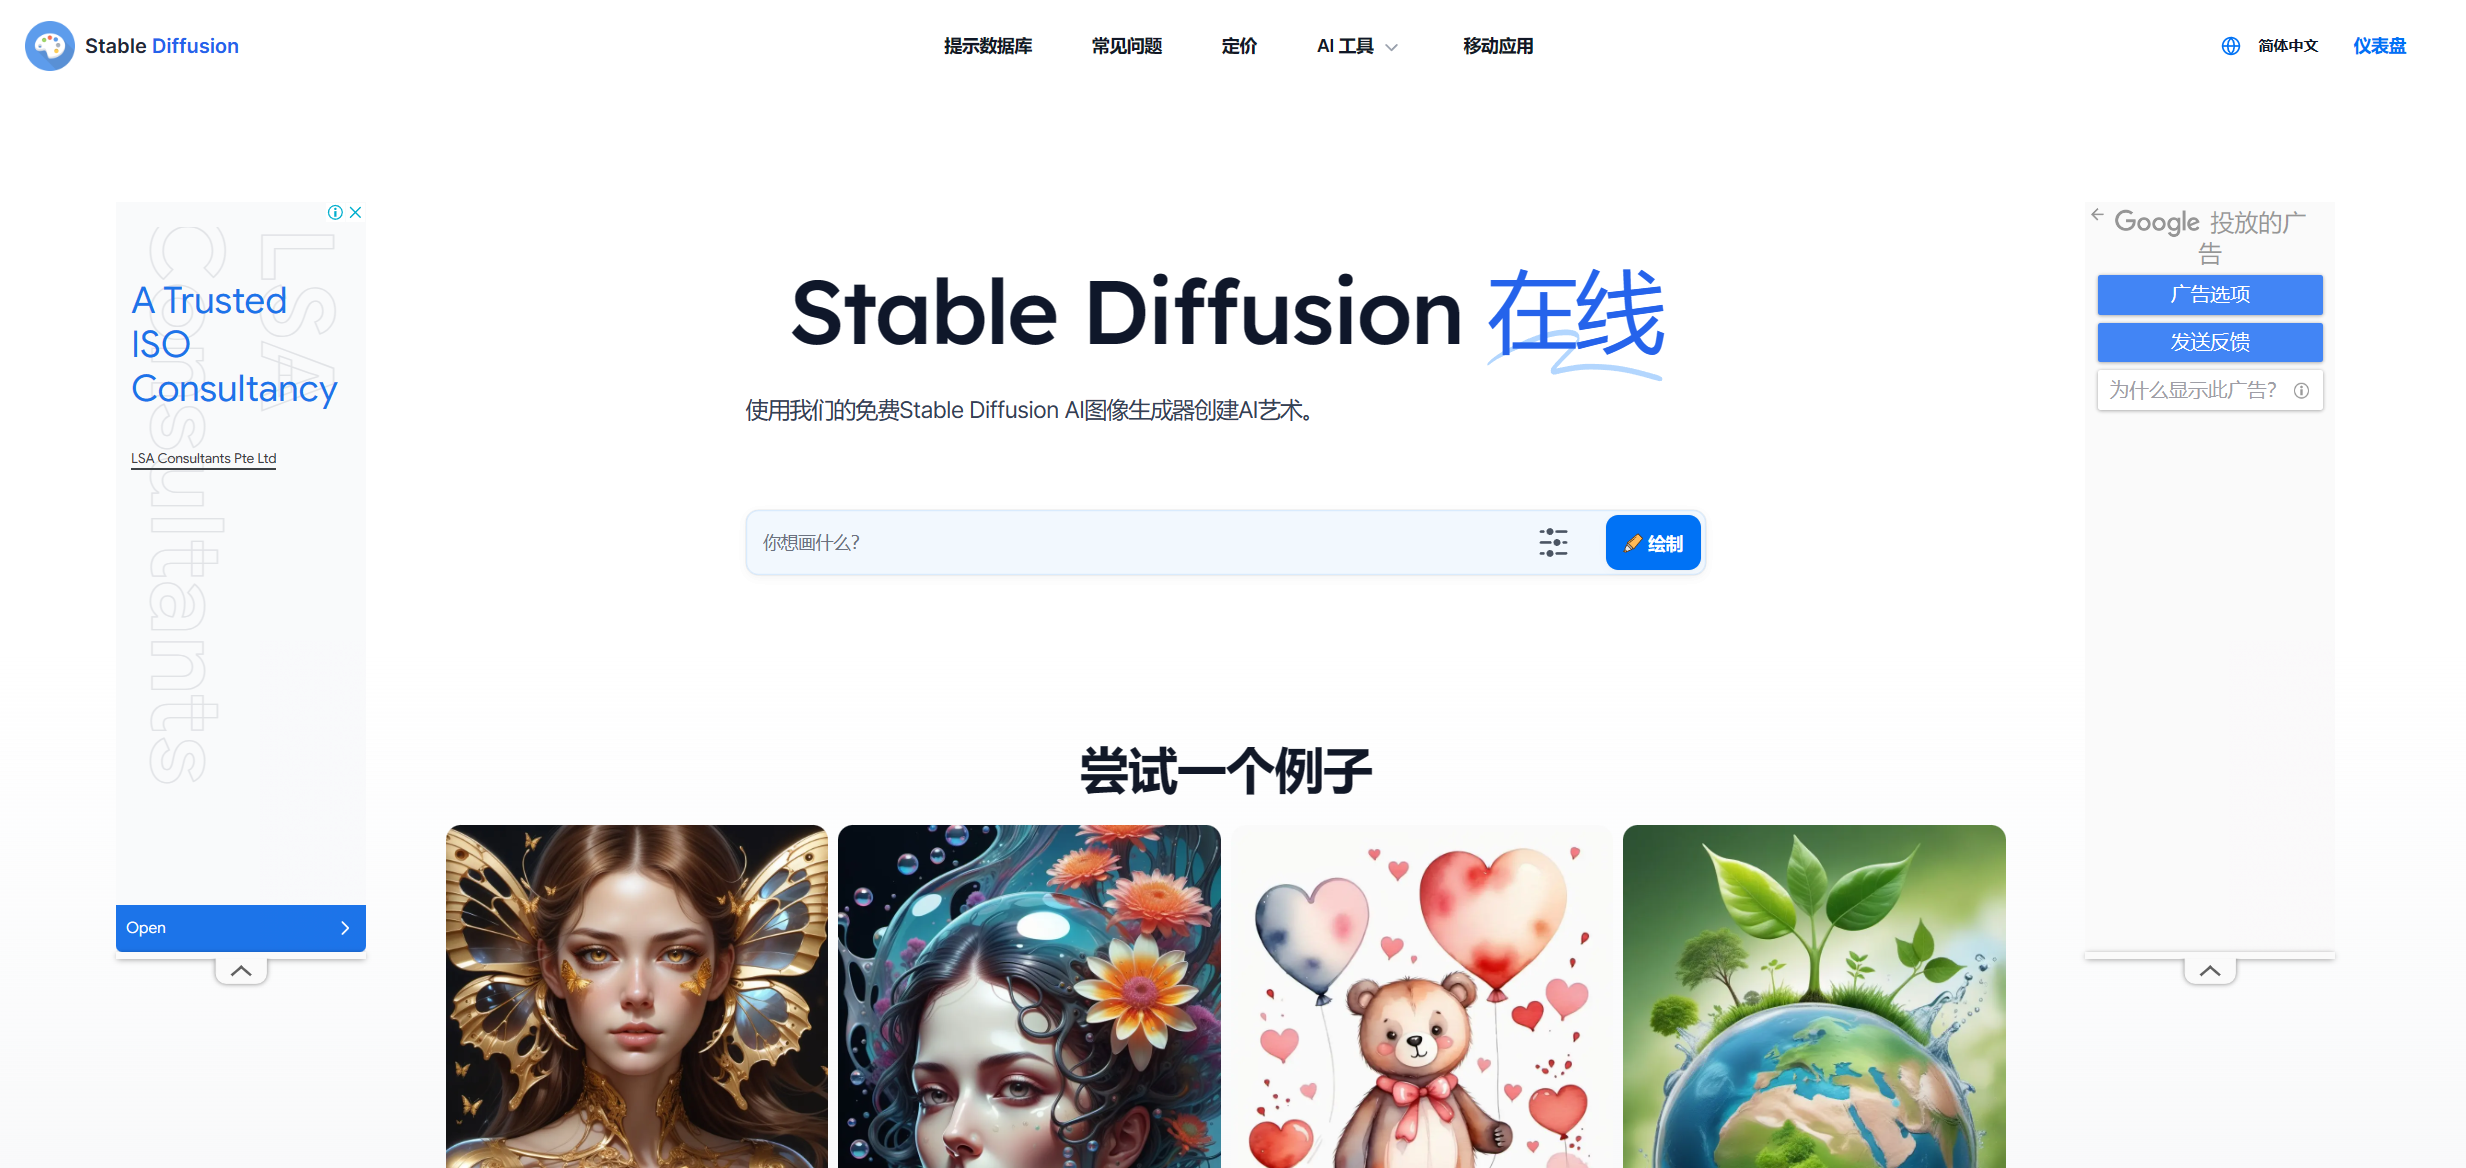 Stable Diffusion
提示数据库
常见问题
定价
AI 工具
移动应用
简体中文
仪表盘
LSA
Consultants
A Trusted
ISO
Consultancy
LSA Consultants Pte Ltd
Open
Stable Diffusion 在线
使用我们的免费Stable Diffusion AI图像生成器创建AI艺术。
你想画什么?
绘制
Google 投放的广
告
广告选项
发送反馈
为什么显示此广告?
尝试一个例子